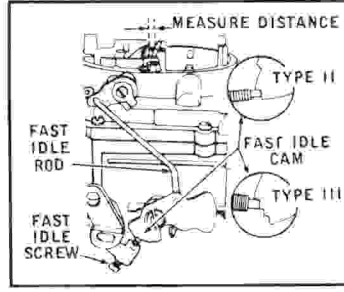 MEASURE DISTANCE
TYPE II
FAST
IDLE
ROD
FAST IDLE
CAM
TYPE III
FAST
IDLE
SCREW